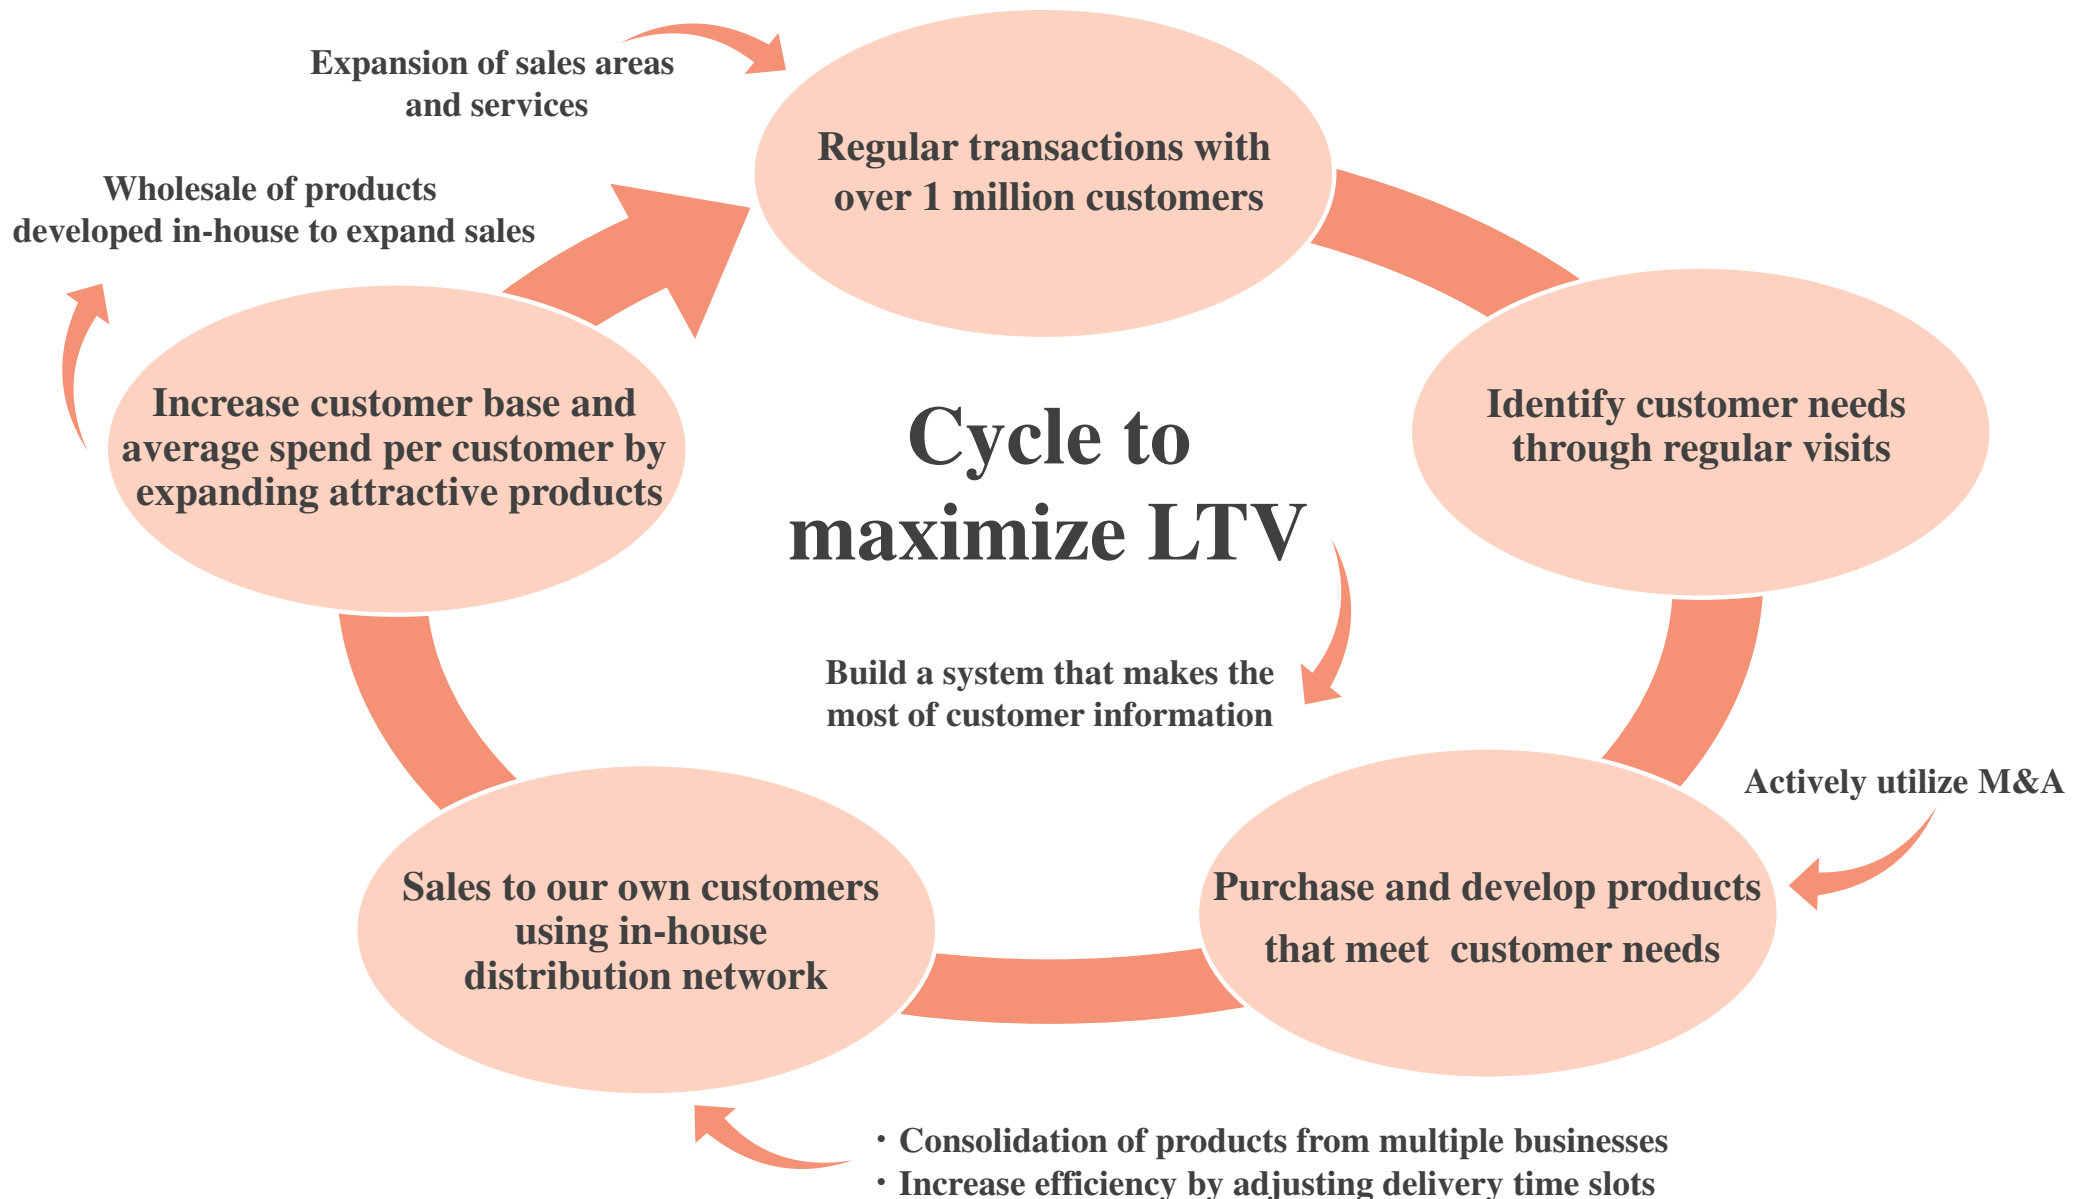 Expansion of sales areas
and services
Regular transactions with
over 1 million customers
Wholesale of products
developed in-house to expand sales
Increase customer base and
average spend per customer by
expanding attractive products
Cycle to
maximize LTV
Identify customer needs
through regular visits
Build a system that makes the
most of customer information
Actively utilize M&A
Sales to our own customers
using in-house
distribution network
Purchase and develop products
that meet  customer needs
・Consolidation of products from multiple businesses
・Increase efficiency by adjusting delivery time slots